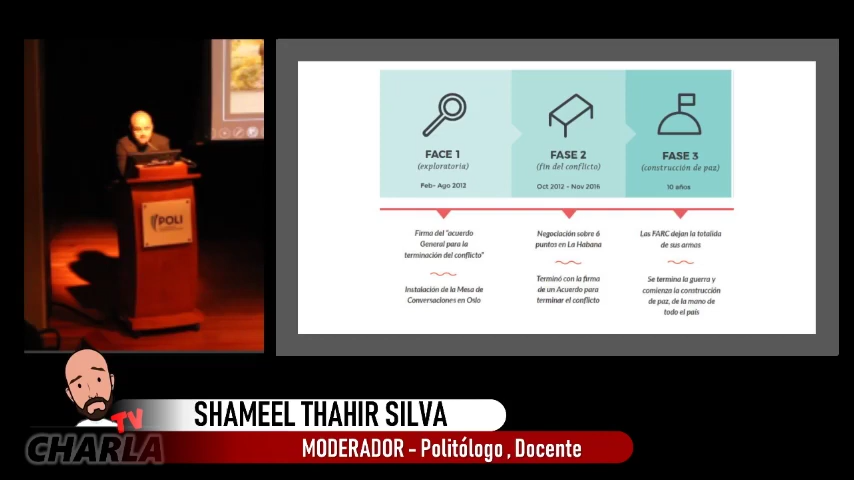 POLI
FACE 1
(exploratoria)
Feb- Ago 2012
FASE 2
(fin del conflicto)
Oct 2012 - Nov 2016
FASE 3
(construcción de paz)
10 años
Firma del "acuerdo
General para la
terminación del conflicto"
Instalación de la Mesa de
Conversaciones en Oslo
Negociación sobre 6
puntos en La Habana
Terminó con la firma
de un Acuerdo para
terminar el conflicto
Las FARC dejan la totalida
de sus armas
Se termina la guerra y
comienza la construcción
de paz, de la mano de
todo el país
SHAMEEL THAHIR SILVA
MODERADOR - Politólogo , Docente
TV
CHARLA